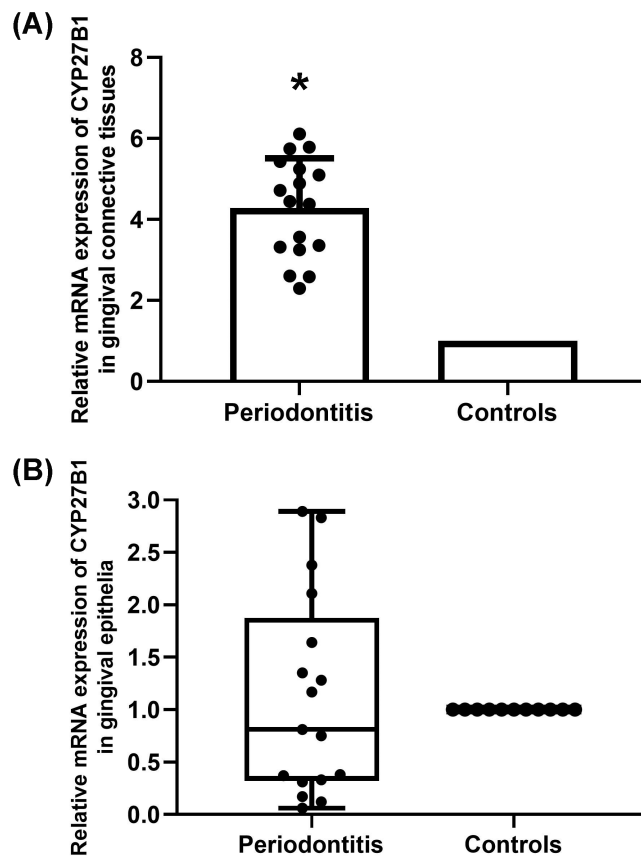 (A)
Relative mRNA expression of CYP27B1
in gingival connective tissues
8
6
4
2
0
*
Periodontitis
Controls
(B)
Relative mRNA expression of CYP27B1
in gingival epithelia
3.0
2.5
2.0
1.5
1.0
0.5
0.0
Periodontitis
Controls